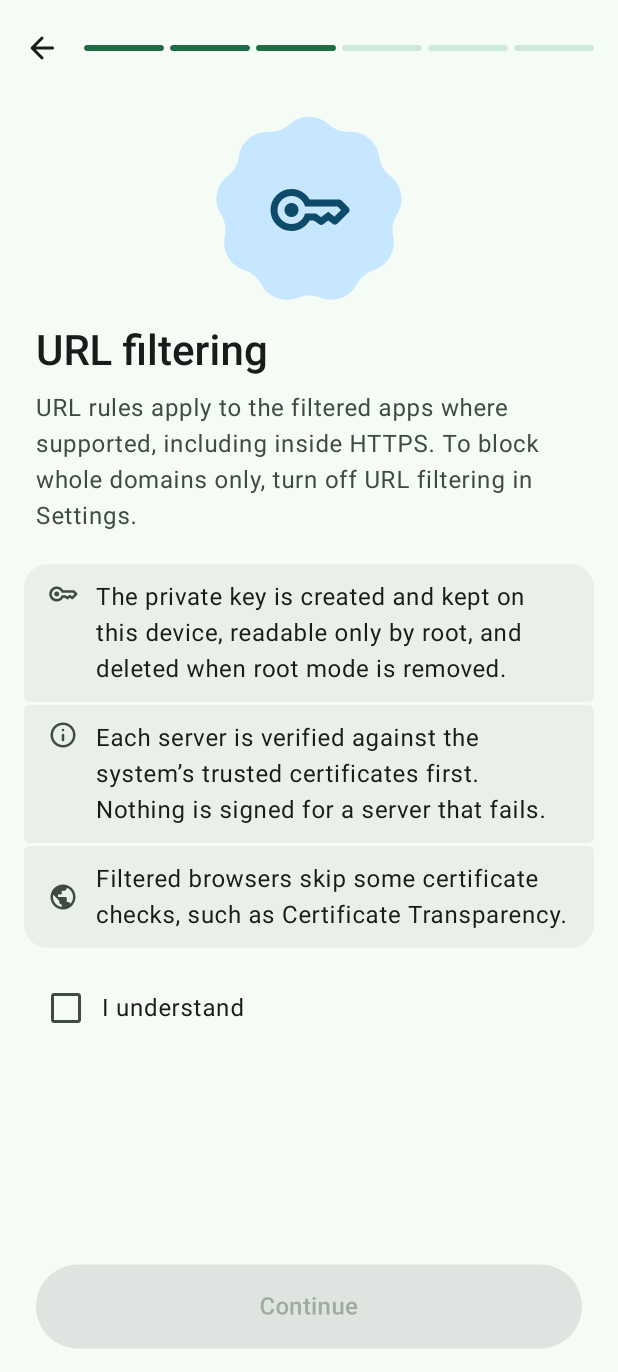 URL filtering
URL rules apply to the filtered apps where
supported, including inside HTTPS. To block
whole domains only, turn off URL filtering in
Settings.
The private key is created and kept on
this device, readable only by root, and
deleted when root mode is removed.
Each server is verified against the
system’s trusted certificates first.
Nothing is signed for a server that fails.
Filtered browsers skip some certificate
checks, such as Certificate Transparency.
I understand
Continue